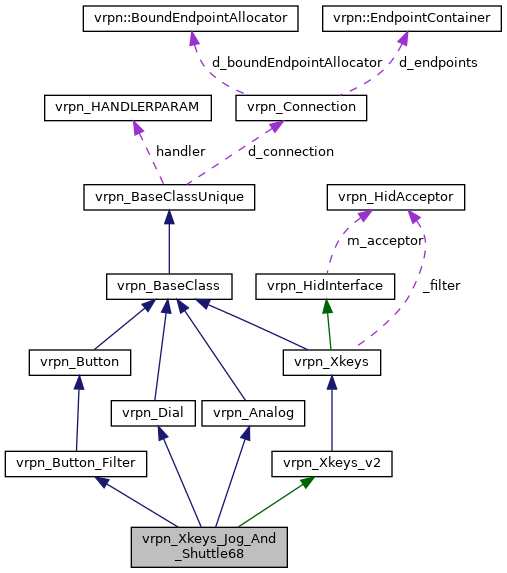 vrpn::BoundEndpointAllocator
vrpn::EndpointContainer
d_boundEndpointAllocator
d_endpoints
vrpn_HANDLERPARAM
vrpn_Connection
handler
d_connection
vrpn_BaseClassUnique
vrpn_HidAcceptor
m_acceptor
vrpn_BaseClass
vrpn_HidInterface
_filter
vrpn_Button
vrpn_Xkeys
vrpn_Dial
vrpn_Analog
vrpn_Button_Filter
vrpn_Xkeys_v2
vrpn_Xkeys_Jog_And
_Shuttle68